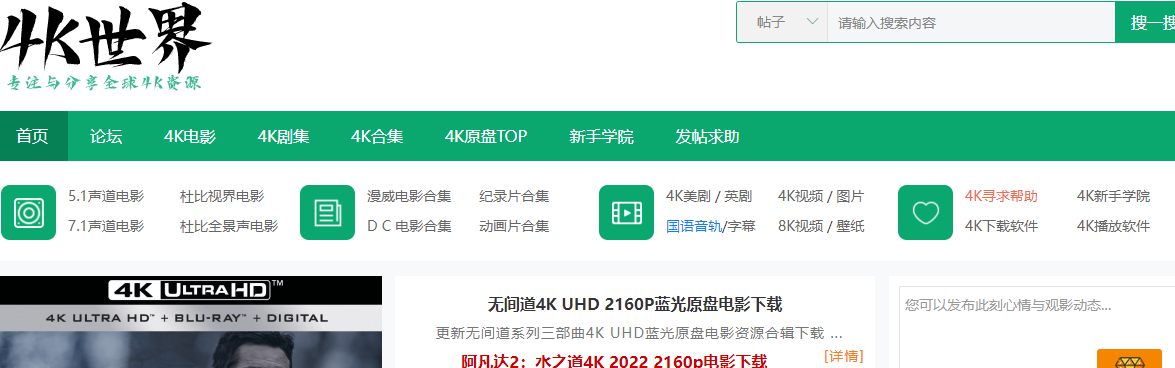 4K世界
专注与分享全球4K资源
帖子
请输入搜索内容
搜一搜
首页 论坛 4K电影 4K剧集 4K合集 4K原盘TOP 新手学院 发帖求助
5.1声道电影 杜比视界电影 漫威电影合集 纪录片合集 4K美剧 / 英剧 4K视频 / 图片 4K寻求帮助 4K新手学院
7.1声道电影 杜比全景声电影 D C 电影合集 动画片合集 国语音轨/字幕 8K视频 / 壁纸 4K下载软件 4K播放软件
4K ULTRA HD™
4K ULTRA HD™ + BLU-RAY™ + DIGITAL
无间道4K UHD 2160P蓝光原盘电影下载
更新无间道系列三部曲4K UHD蓝光原盘电影资源合辑下载 ...
[详情]
阿凡达2：水之道4K 2022 2160p电影下载
您可以发布此刻心情与观影动态...